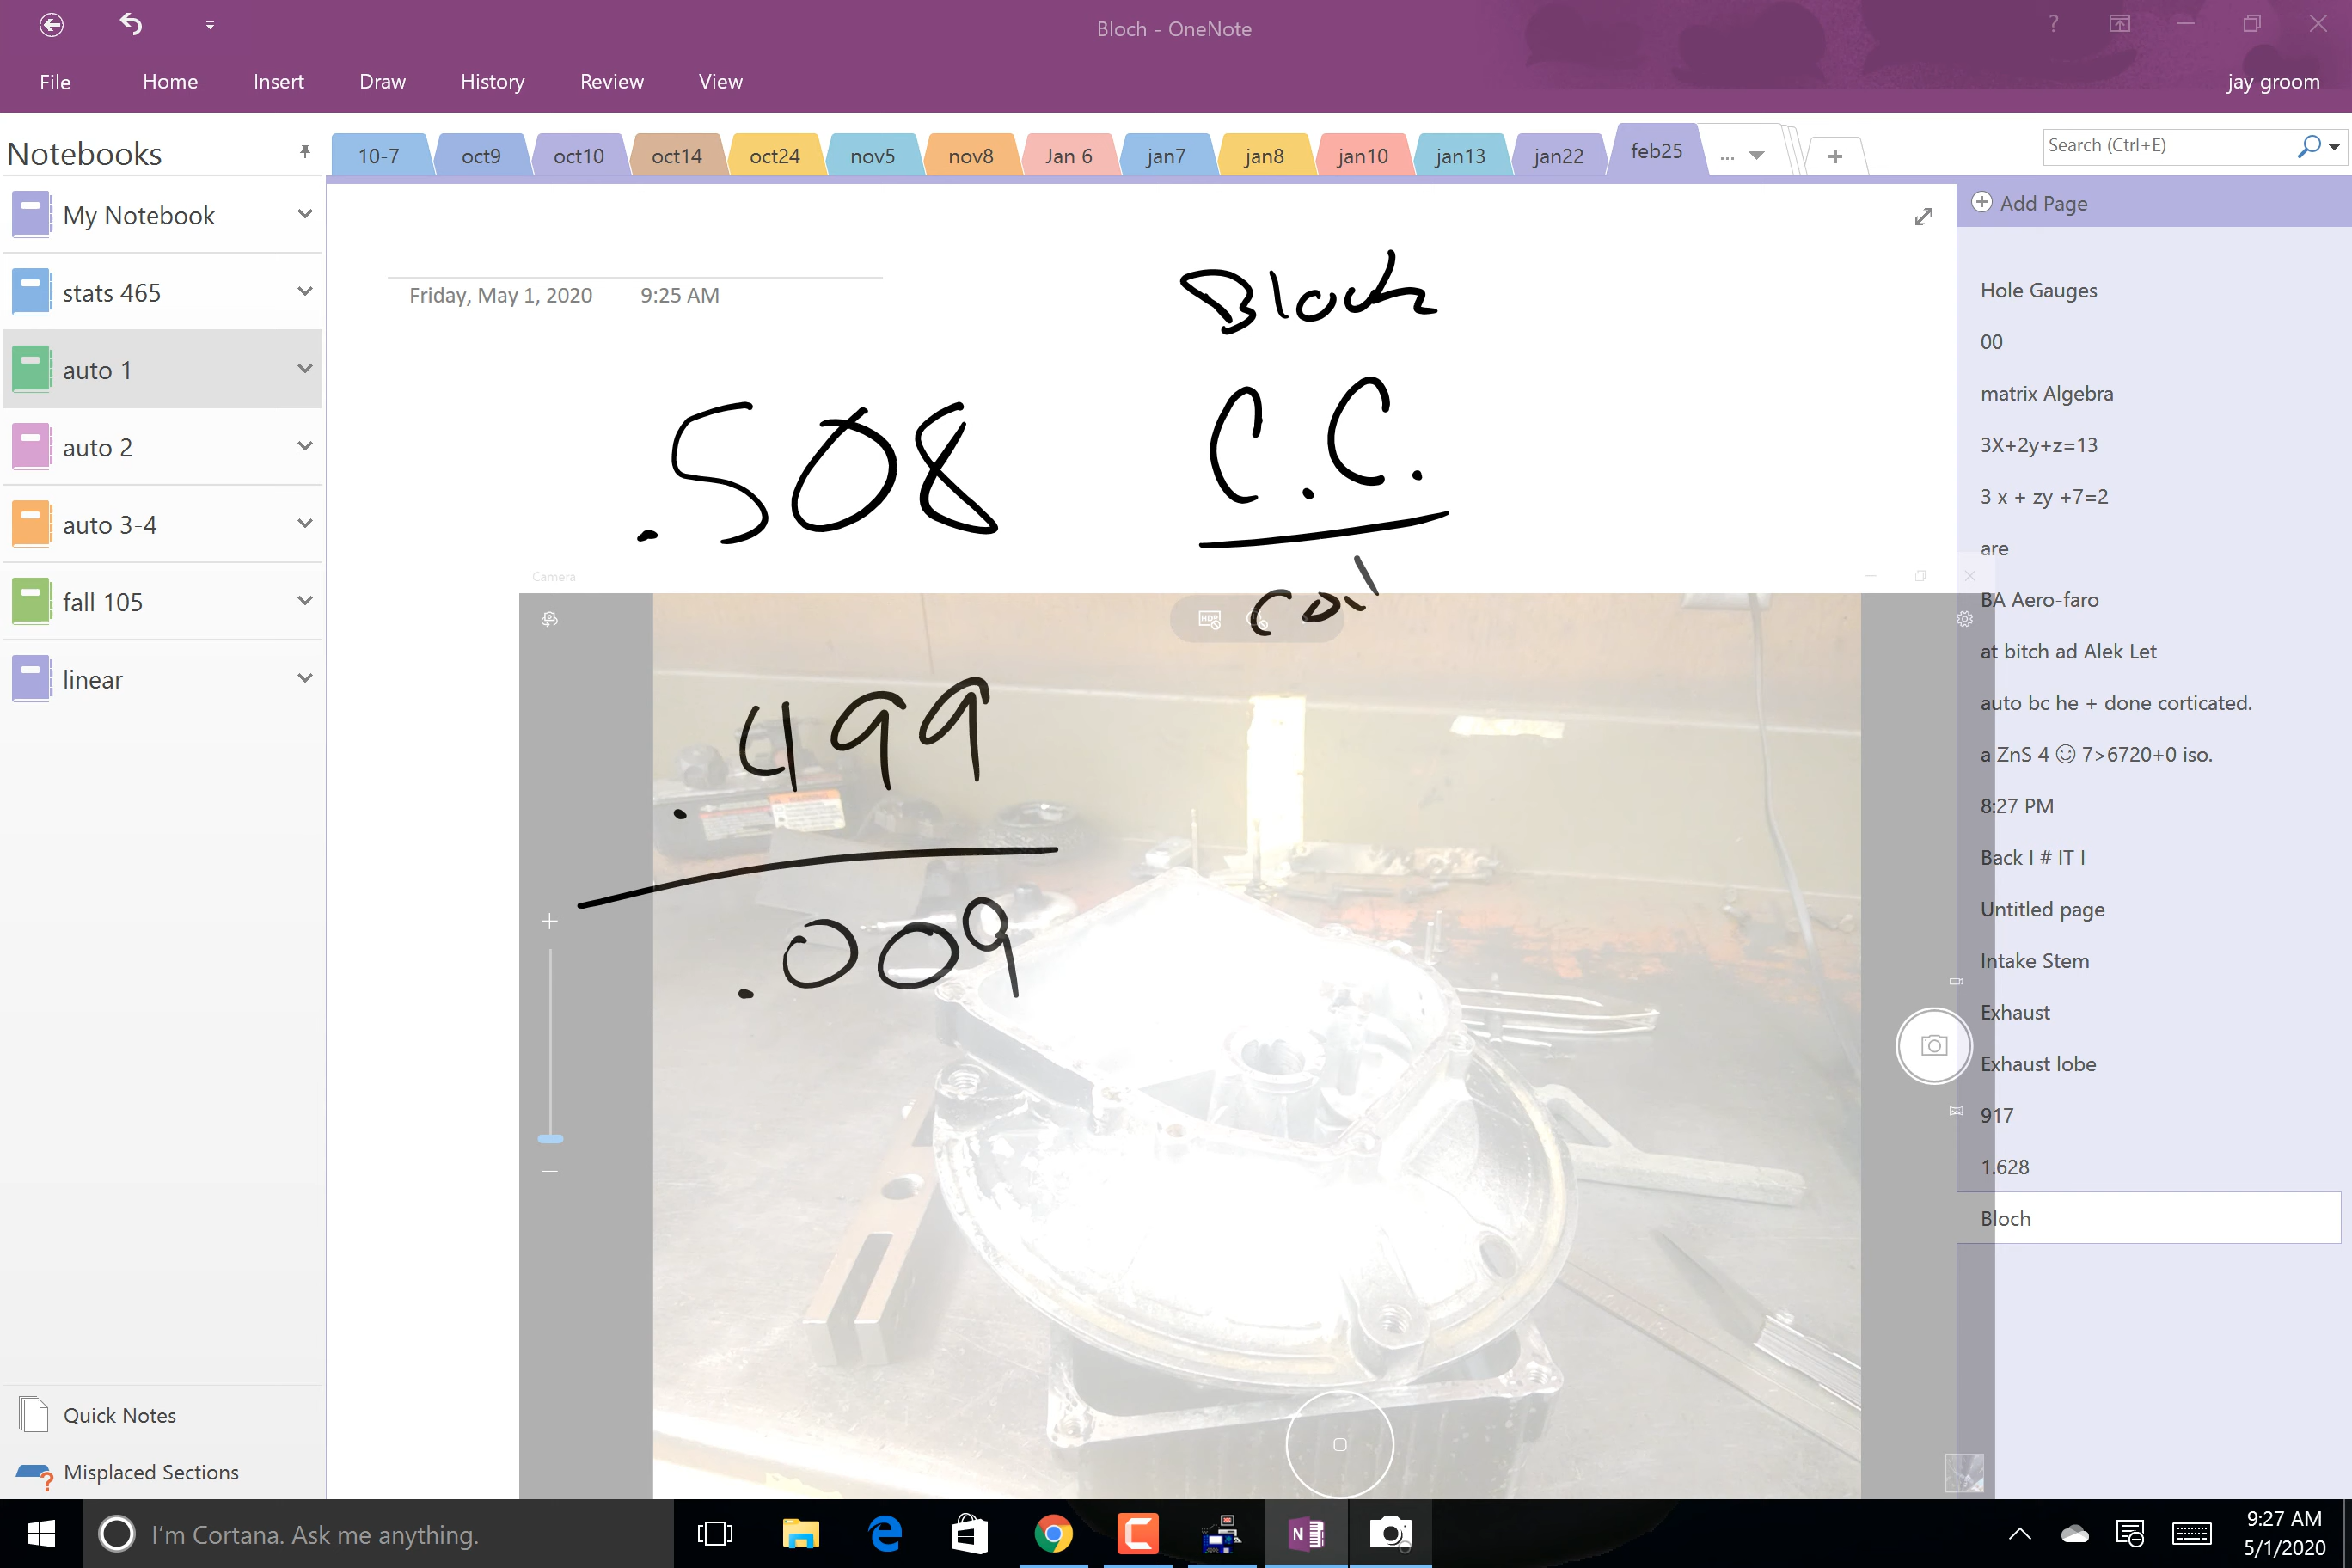 Bloch - OneNote
?
File Home Insert Draw History Review View
jay groom
Notebooks
10-7 oct9 oct10 oct14 oct24 nov5 nov8 Jan 6 jan7 jan8 jan10 jan13 jan22 feb25 ...
Search (Ctrl+E)
My Notebook
stats 465
auto 1
auto 2
auto 3-4
fall 105
linear
Quick Notes
Misplaced Sections
Friday, May 1, 2020 9:25 AM
Block
.508 C.C.
Camera
.499
.009
Add Page
Hole Gauges
00
matrix Algebra
3X+2y+z=13
3 x + zy +7=2
are
BA Aero-faro
at bitch ad Alek Let
auto bc he + done corticated.
a ZnS 4 ☺ 7>6720+0 iso.
8:27 PM
Back I # IT I
Untitled page
Intake Stem
Exhaust
Exhaust lobe
917
1.628
Bloch
I'm Cortana. Ask me anything.
9:27 AM
5/1/2020